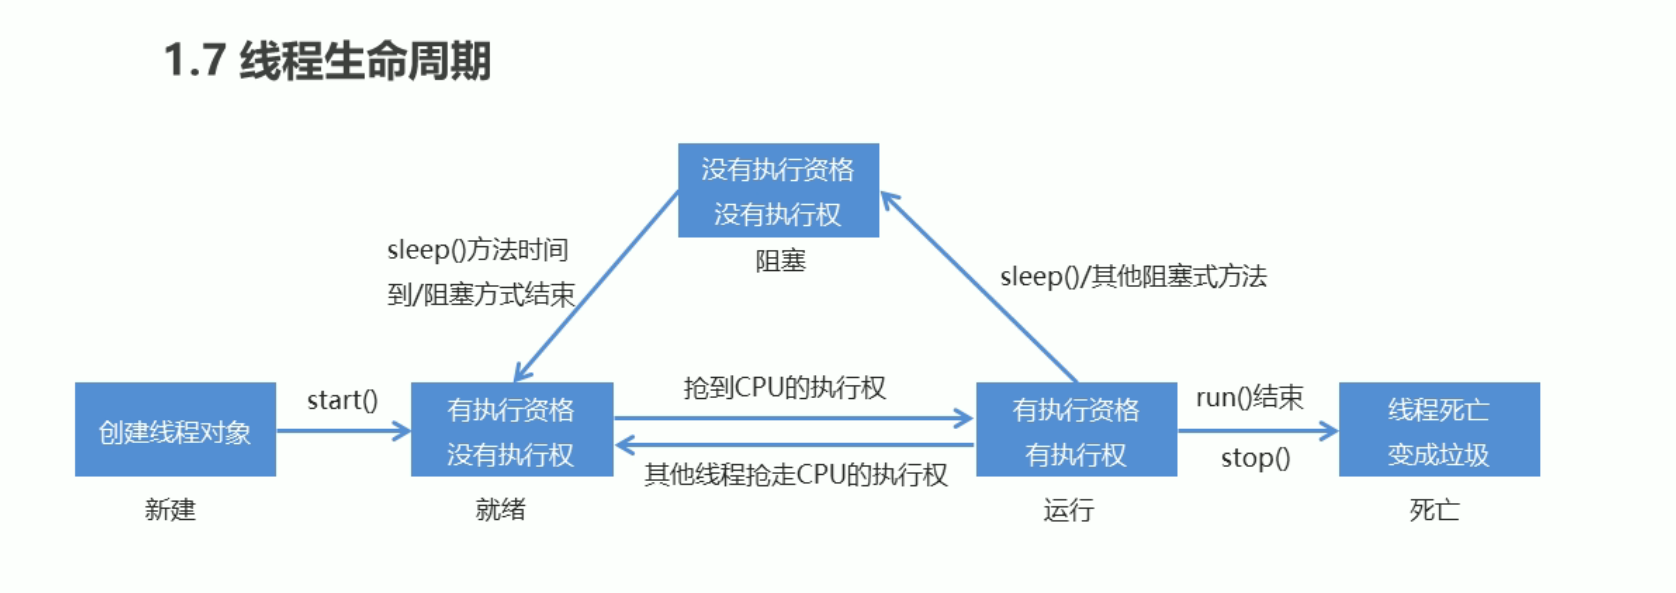 1.7 线程生命周期
没有执行资格
没有执行权
阻塞
sleep()方法时间
到/阻塞方式结束
sleep()/其他阻塞式方法
创建线程对象
新建
start()
有执行资格
没有执行权
就绪
抢到CPU的执行权
其他线程抢走CPU的执行权
有执行资格
有执行权
运行
run()结束
stop()
线程死亡
变成垃圾
死亡